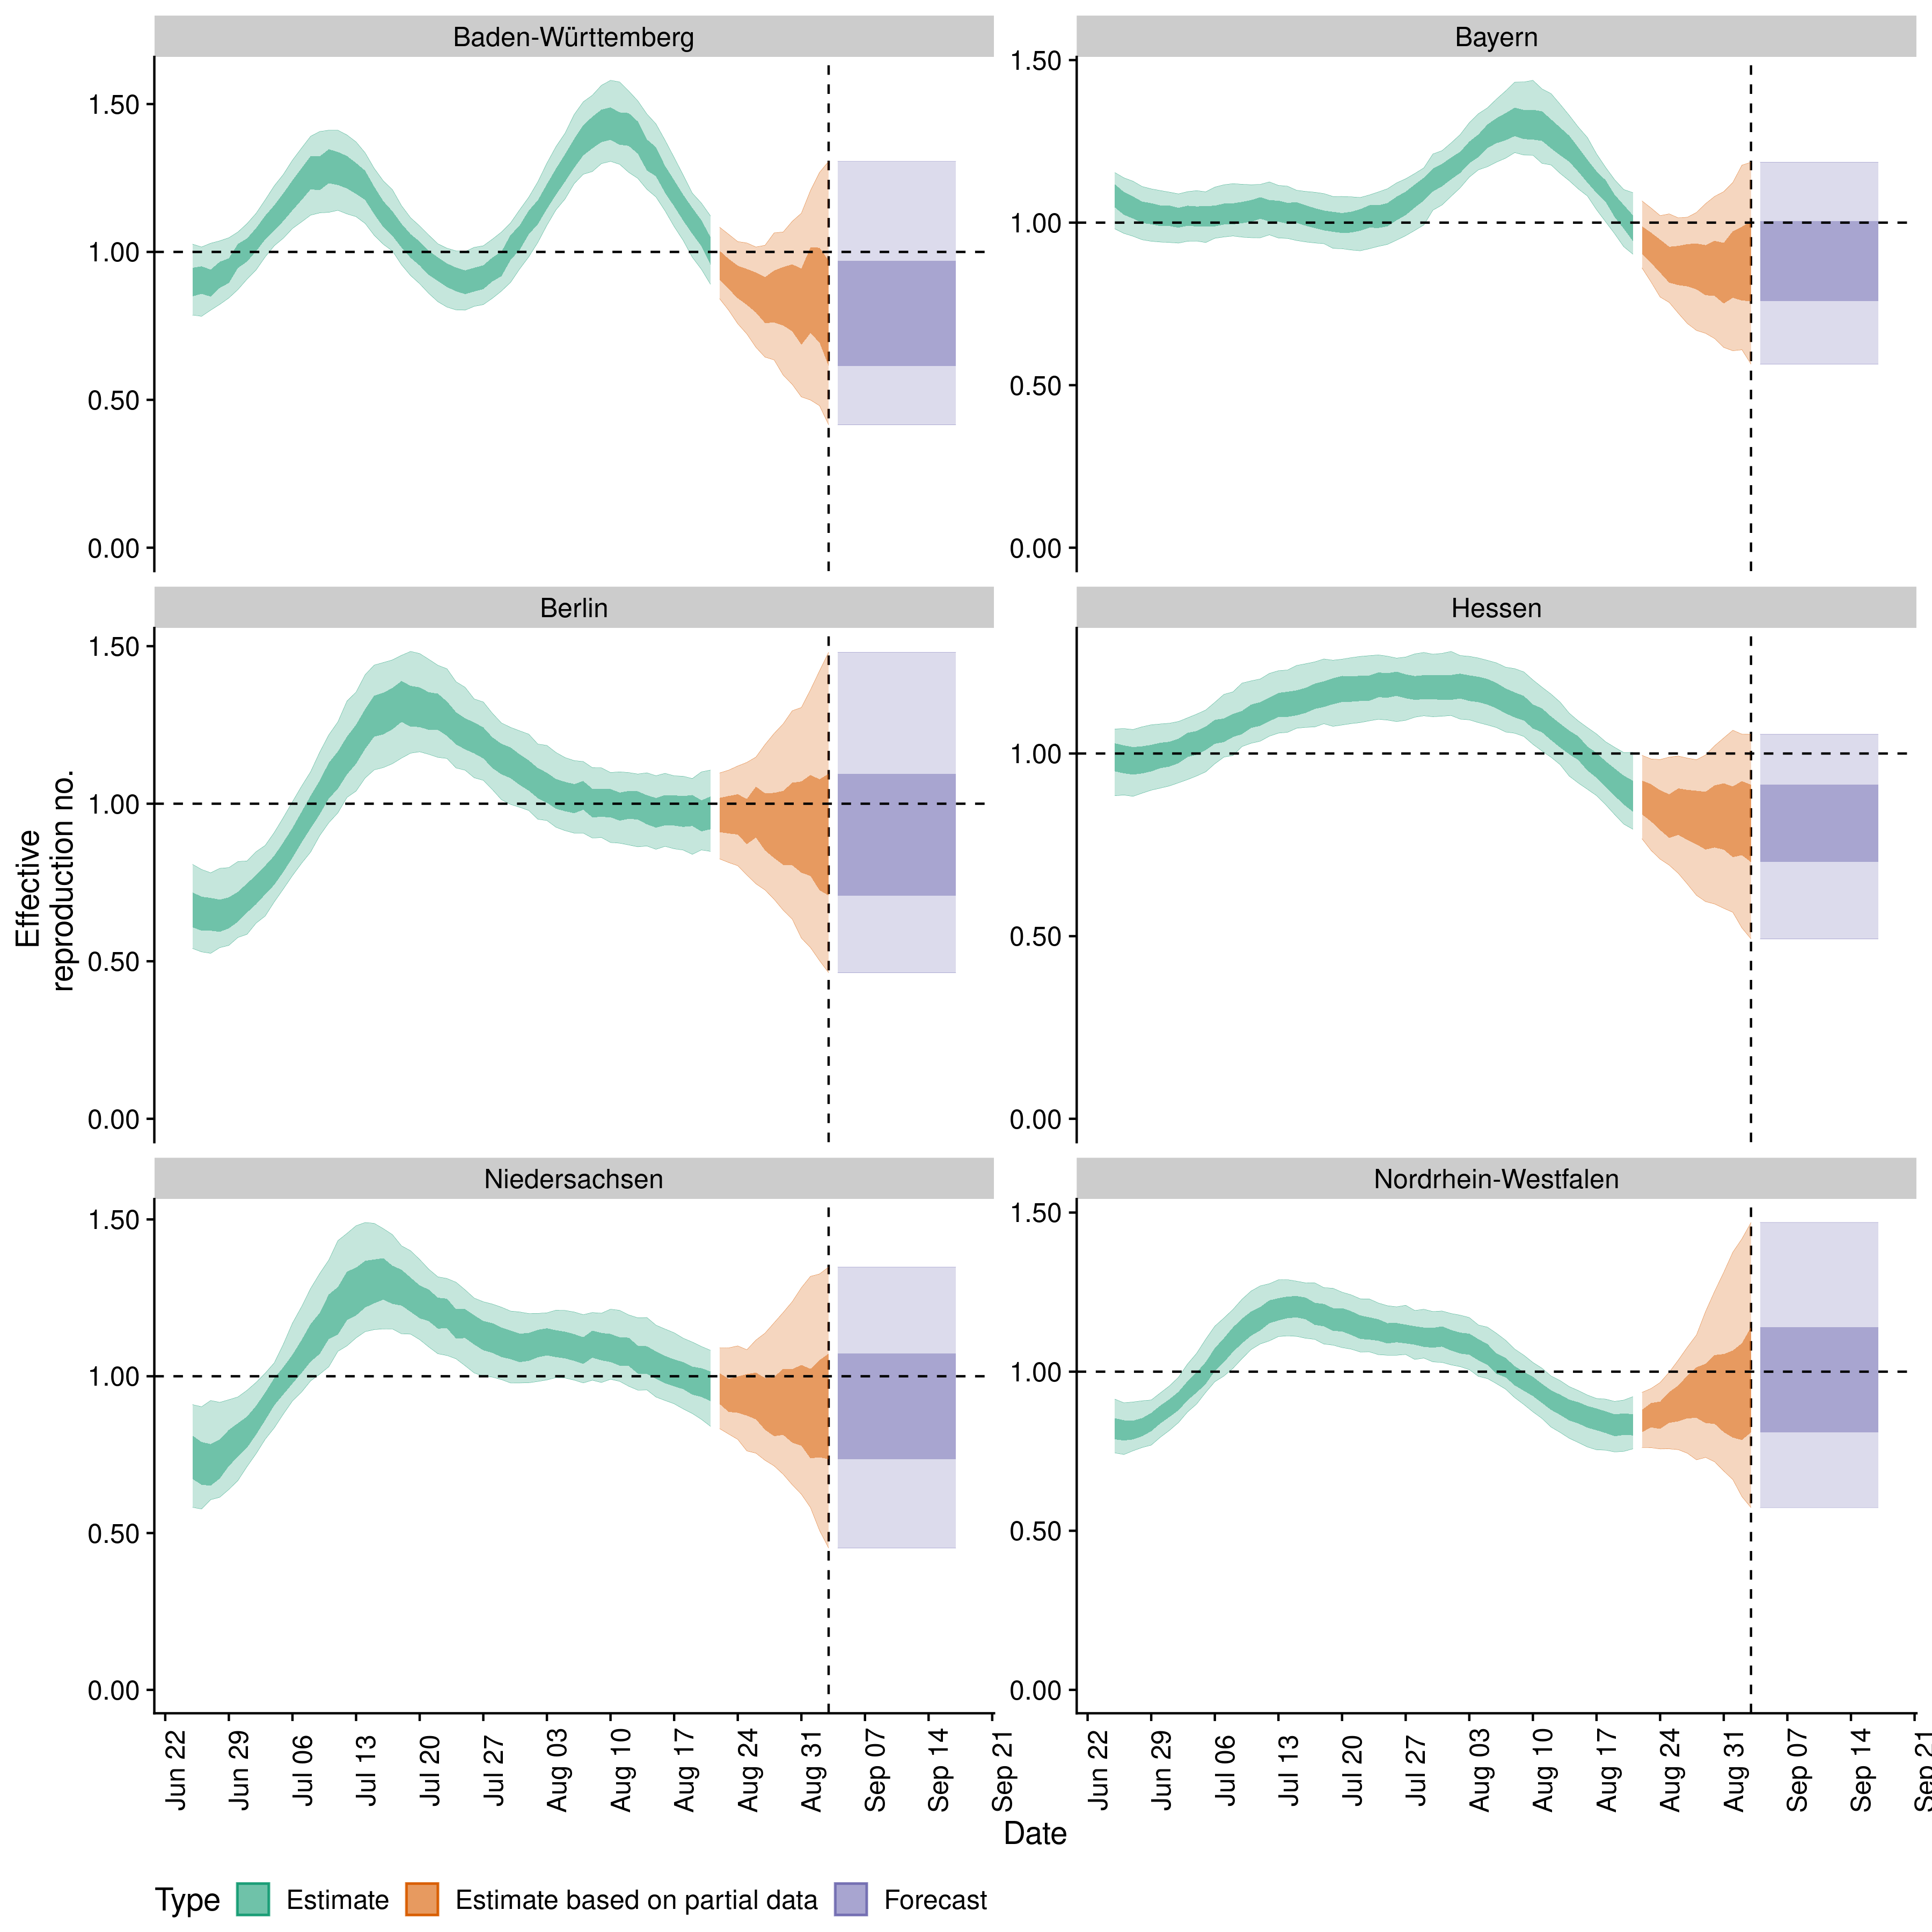 Baden-Württemberg
Bayern
1.50
1.00
0.50
0.00
1.50
1.00
0.50
0.00
Berlin
Hessen
1.50
1.00
0.50
0.00
1.00
0.50
0.00
Niedersachsen
Nordrhein-Westfalen
1.50
1.00
0.50
0.00
1.50
1.00
0.50
0.00
Effective
reproduction no.
Jun 22
Jun 29
Jul 06
Jul 13
Jul 20
Jul 27
Aug 03
Aug 10
Aug 17
Aug 24
Aug 31
Sep 07
Sep 14
Sep 21
Jun 22
Jun 29
Jul 06
Jul 13
Jul 20
Jul 27
Aug 03
Aug 10
Aug 17
Aug 24
Aug 31
Sep 07
Sep 14
Sep 21
Date
Type Estimate Estimate based on partial data Forecast